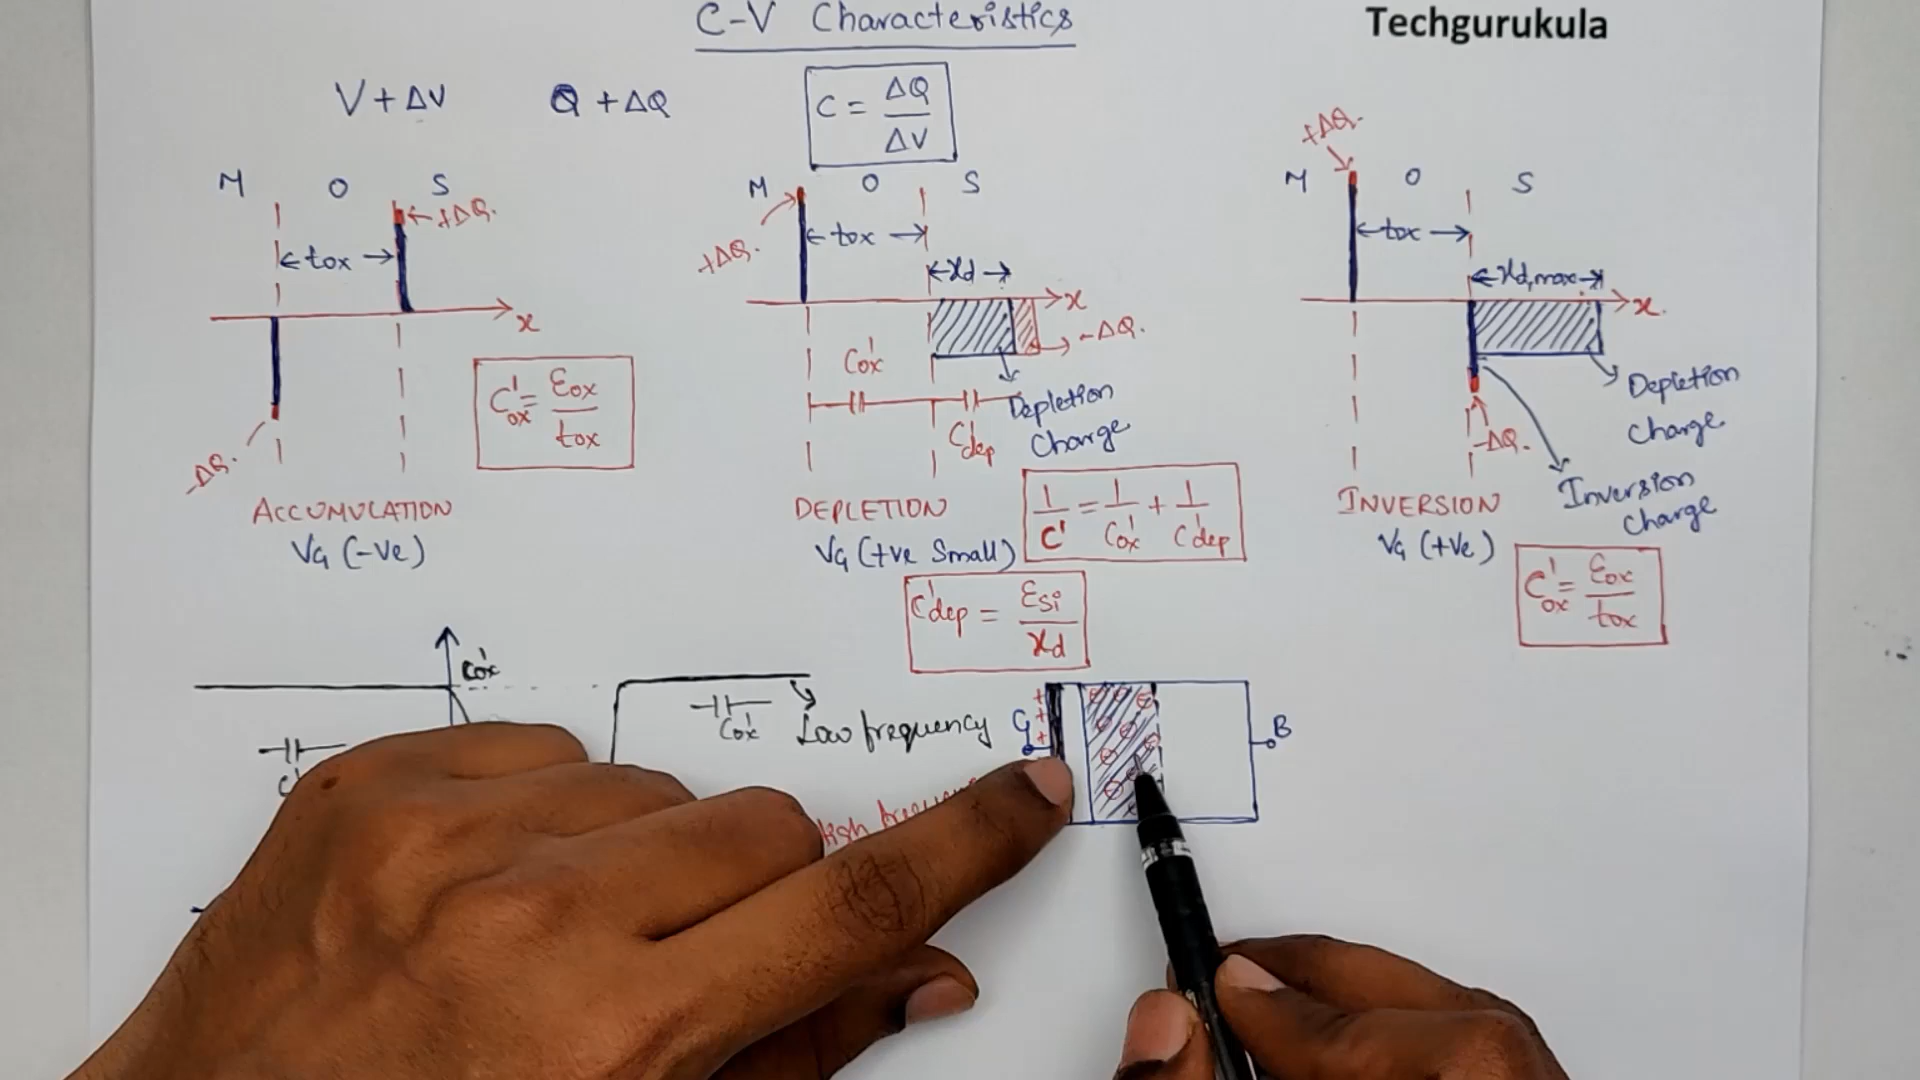 C-V Characteristics
Techgurukula
V + ΔV
Q + ΔQ
C = ΔQ / ΔV
M O S
+ΔQ.
←tox→
x
-ΔQ.
C'ox = εox / tox
ACCUMULATION
VG (-ve)
M O S
+ΔQ.
←tox→
←xd→
x
-ΔQ.
C'ox
C'dep
Depletion
Charge
DEPLETION
VG (+ve Small)
1/C' = 1/C'ox + 1/C'dep
C'dep = εsi / xd
+ΔQ.
M O S
←tox→
←xd,max→
x.
-ΔQ.
Depletion
Charge
Inversion
Charge
INVERSION
VG (+ve)
C'ox = εox / tox
C'ox
C'ox
Low frequency
G
+
+
+
B